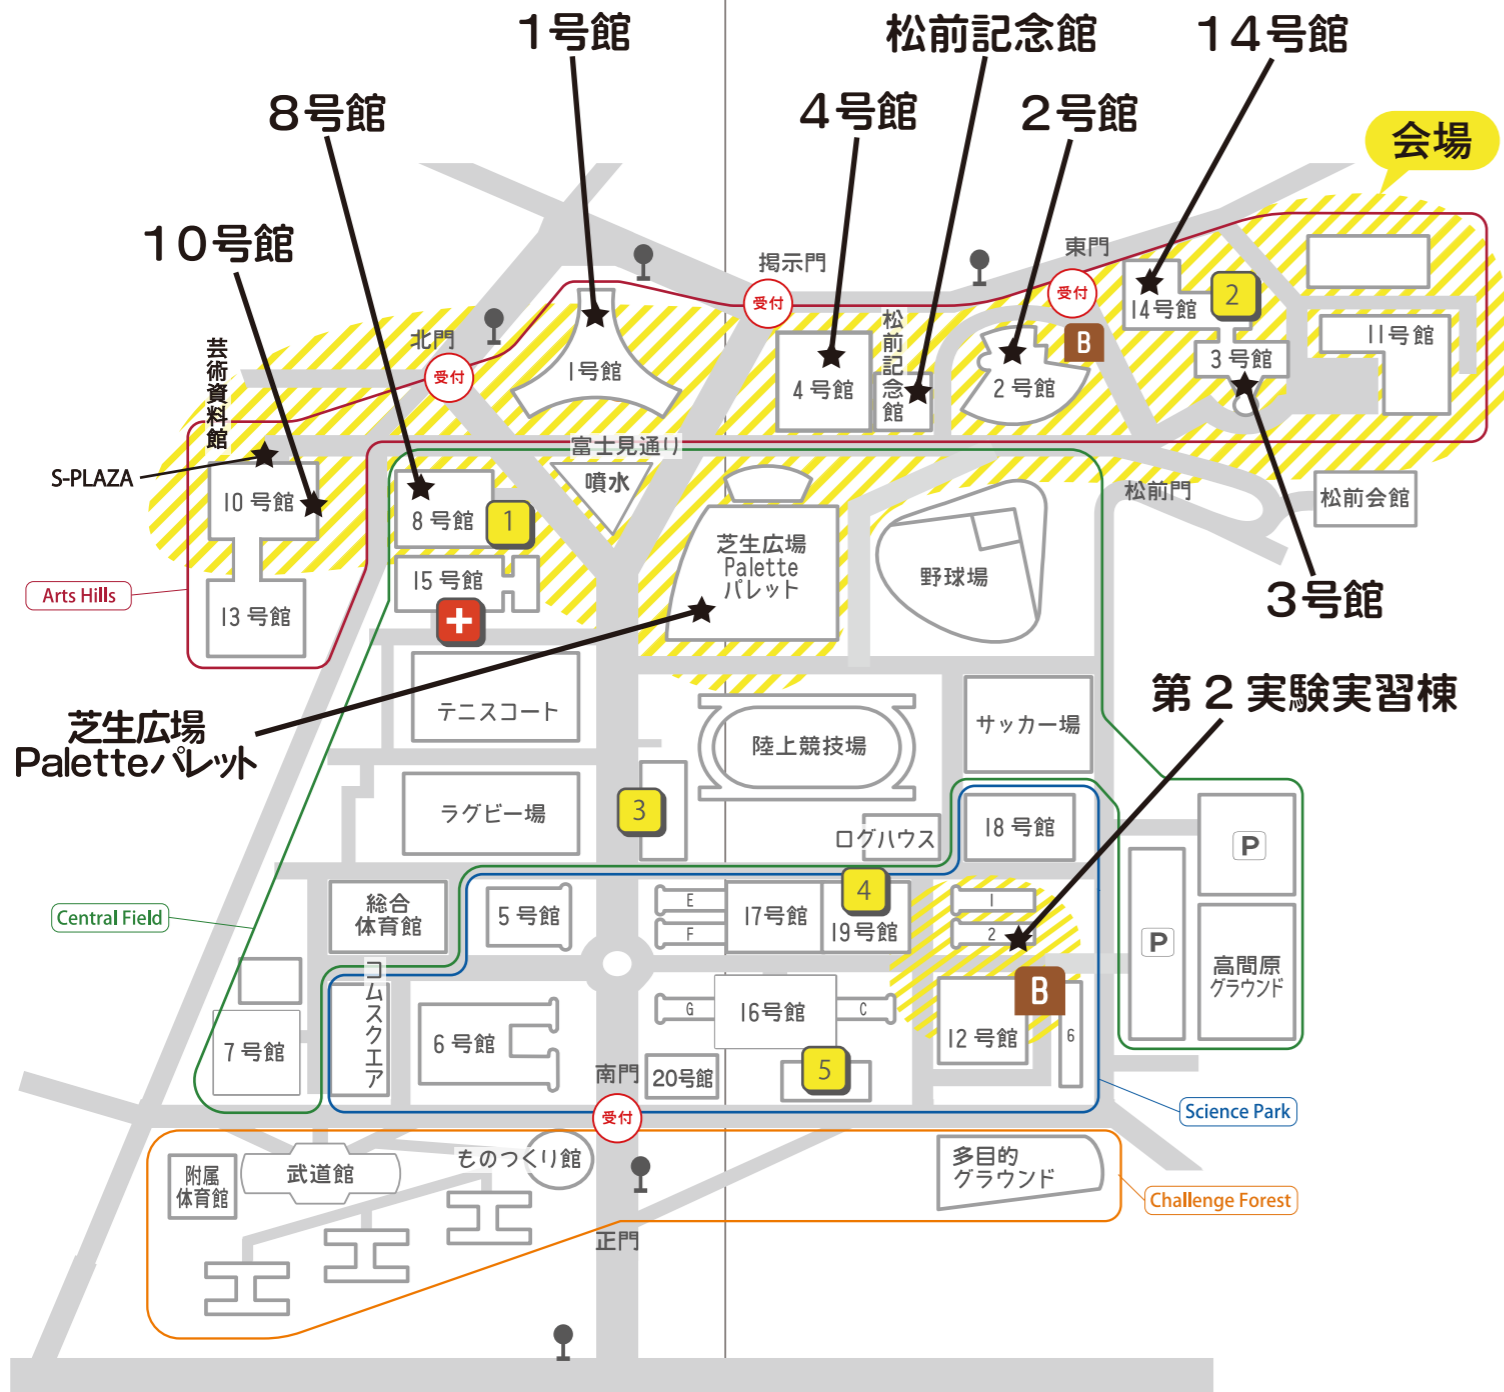 1号館
松前記念館
14号館
8号館
4号館
2号館
会場
10号館
掲示門
東門
受付
受付
14号館
2
北門
受付
1号館
4号館
松前記念館
2号館
B
3号館
11号館
芸術資料館
富士見通り
S-PLAZA
10号館
8号館
1
噴水
松前門
松前会館
芝生広場
Palette
パレット
野球場
15号館
3号館
Arts Hills
13号館
第2実験実習棟
芝生広場
Paletteパレット
テニスコート
陸上競技場
サッカー場
ラグビー場
3
ログハウス
18号館
P
Central Field
総合
体育館
5号館
E
F
17号館
4
19号館
1
2
P
高間原
グラウンド
コムスクエア
7号館
6号館
G
16号館
C
B
12号館
6
南門
20号館
5
受付
Science Park
附属
体育館
武道館
ものつくり館
多目的
グラウンド
Challenge Forest
正門